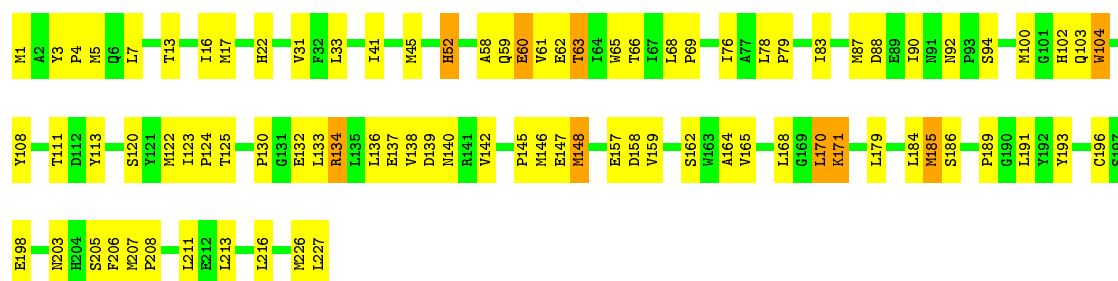 M1 A2 Y3 P4 M5 Q6 L7 T13 I16 M17 H22 V31 F32 L33 I41 M45 H52 A58 Q59 E60 V61 E62 T63 I64 W65 T66 I67 L68 P69 I76 A77 L78 P79 I83 M87 D88 E89 I90 N91 N92 P93 S94 M100 G101 H102 Q103 W104
Y108 T111 D112 Y113 S120 Y121 M122 I123 P124 T125 P130 G131 E132 L133 R134 L135 L136 E137 V138 D139 N140 R141 V142 P145 M146 E147 M148 E157 D158 V159 S162 W163 A164 V165 L168 G169 L170 K171 L179 L184 M185 S186 P189 G190 L191 Y192 Y193 C196 S197
E198 N203 H204 S205 F206 M207 P208 L211 E212 L213 L216 M226 L227